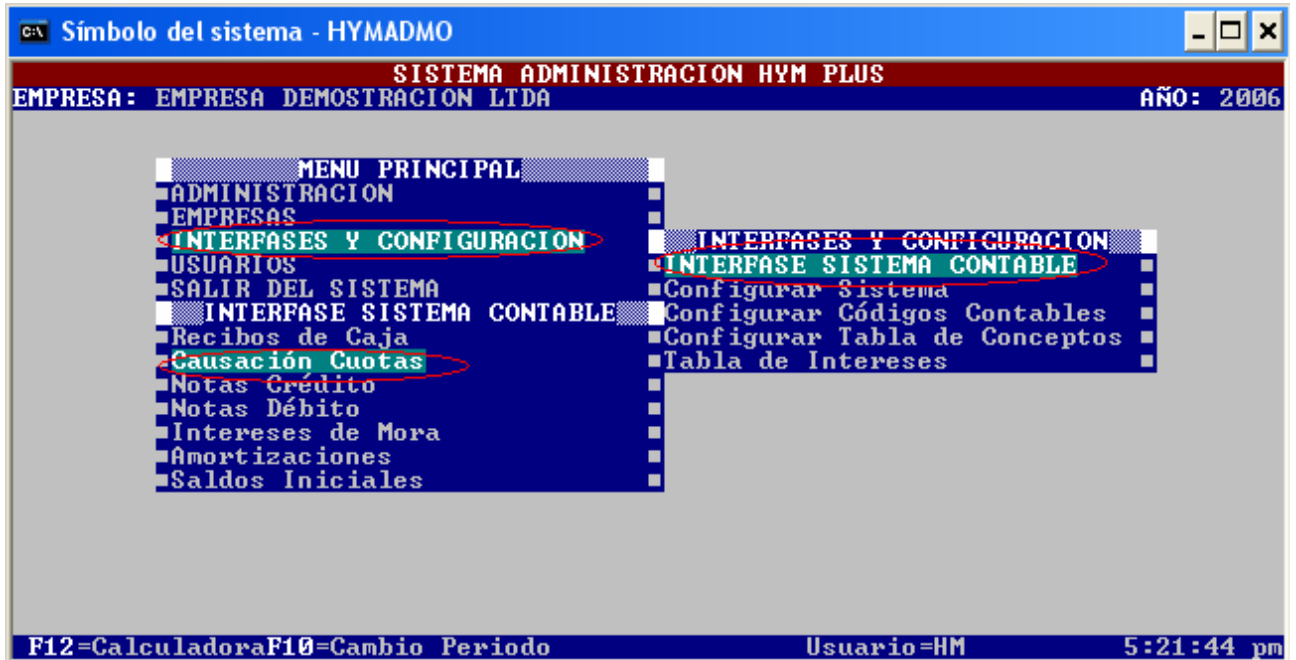 Símbolo del sistema - HYMADMO
SISTEMA ADMINISTRACION HYM PLUS
EMPRESA: EMPRESA DEMOSTRACION LTDA AÑO: 2006
MENU PRINCIPAL
ADMINISTRACION
EMPRESAS
INTERFASES Y CONFIGURACION
USUARIOS
SALIR DEL SISTEMA
INTERFASES Y CONFIGURACION
INTERFASE SISTEMA CONTABLE
Configurar Sistema
Configurar Códigos Contables
Configurar Tabla de Conceptos
Tabla de Intereses
INTERFASE SISTEMA CONTABLE
Recibos de Caja
Causación Cuotas
Notas Crédito
Notas Débito
Intereses de Mora
Amortizaciones
Saldos Iniciales
F12=CalculadoraF10=Cambio Periodo Usuario=HM 5:21:44 pm